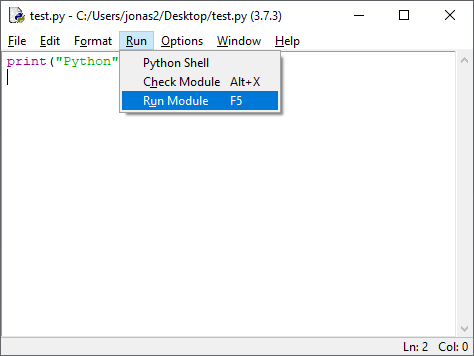 test.py - C:/Users/jonas2/Desktop/test.py (3.7.3)
File Edit Format Run Options Window Help
print("Python"
Python Shell
Check Module Alt+X
Run Module F5
Ln: 2 Col: 0